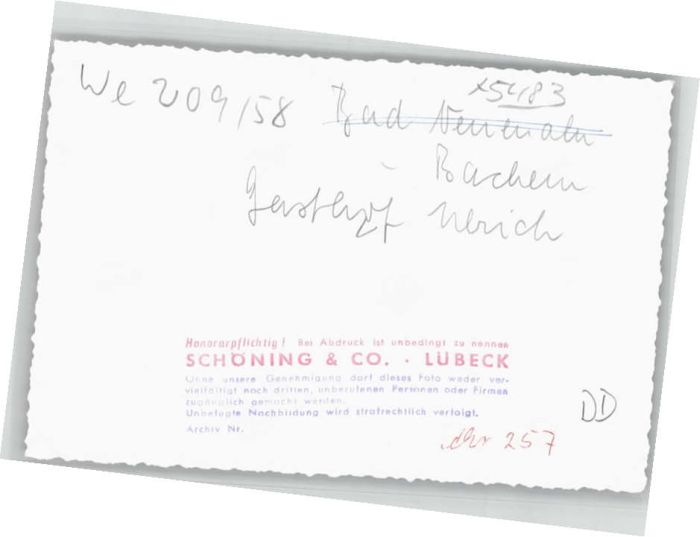 x5483
We 209/58 Bad Neuenahr
- Bachem
Gasthof Ulrich
Honorarpflichtig! Bei Abdruck ist unbedingt zu nennen
SCHÖNING & CO. · LÜBECK
Ohne unsere Genehmigung darf dieses Foto weder ver-
vielfältigt noch dritten, unberufenen Personen oder Firmen
zugänglich gemacht werden.
Unbefugte Nachbildung wird strafrechtlich verfolgt.
Archiv Nr.
DD
257